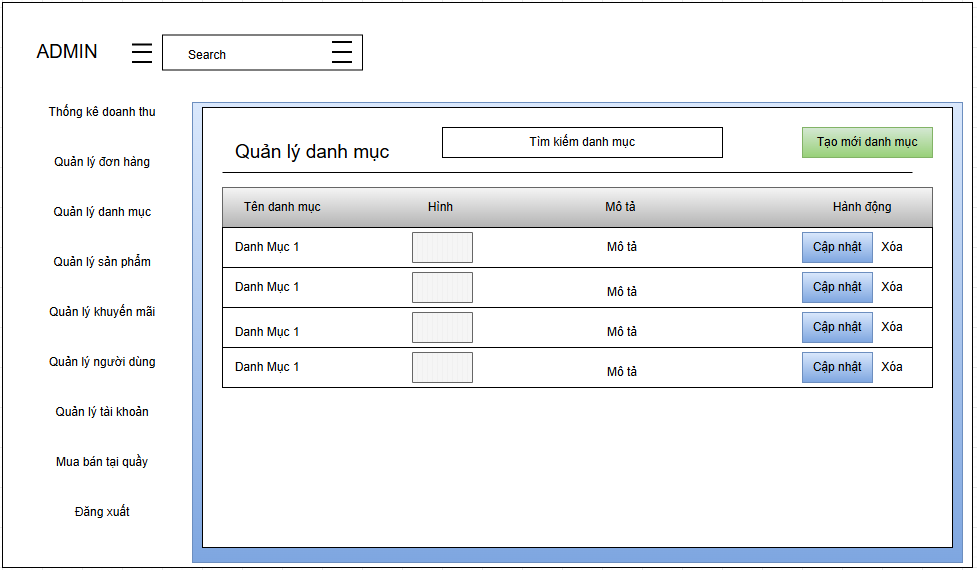 ADMIN
Search
Thống kê doanh thu
Quản lý đơn hàng
Quản lý danh mục
Quản lý sản phẩm
Quản lý khuyến mãi
Quản lý người dùng
Quản lý tài khoản
Mua bán tại quầy
Đăng xuất
Quản lý danh mục
Tìm kiếm danh mục
Tạo mới danh mục
Tên danh mục Hình Mô tả Hành động
Danh Mục 1 Mô tả Cập nhật Xóa
Danh Mục 1 Mô tả Cập nhật Xóa
Danh Mục 1 Mô tả Cập nhật Xóa
Danh Mục 1 Mô tả Cập nhật Xóa